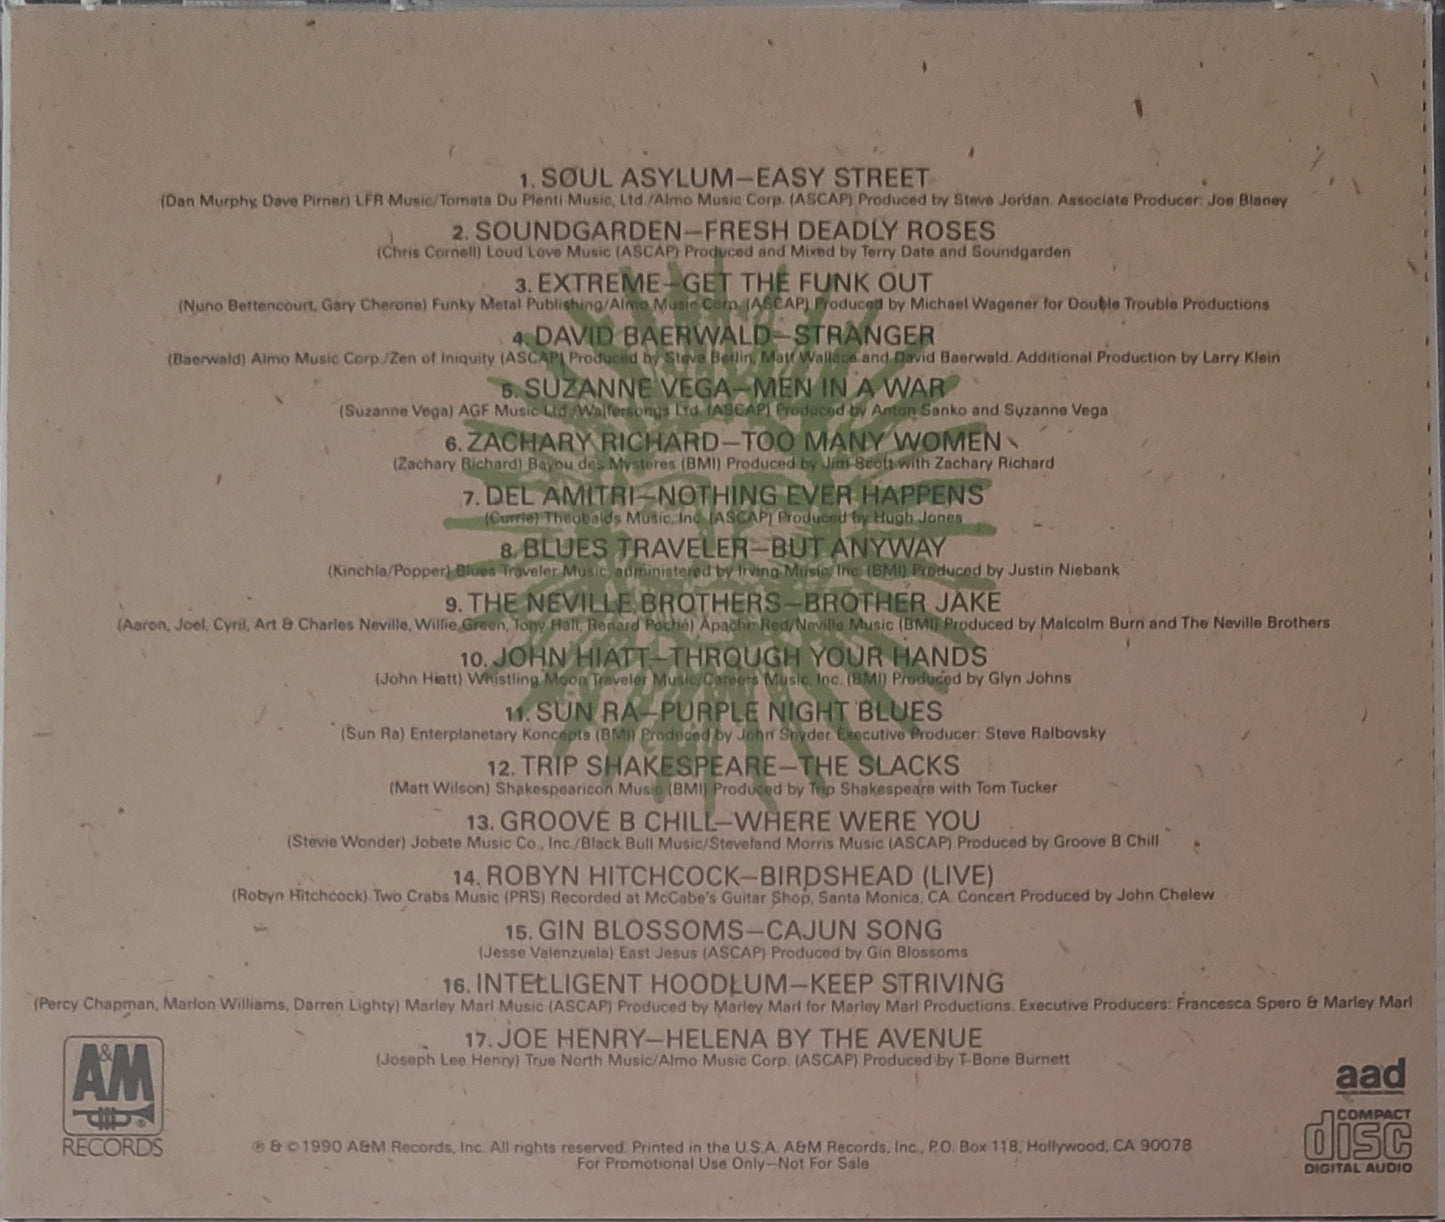 1. SOUL ASYLUM—EASY STREET
(Dan Murphy, Dave Pirner) LFR Music/Tomata Du Plenti Music, Ltd./Almo Music Corp. (ASCAP) Produced by Steve Jordan. Associate Producer: Joe Blaney
2. SOUNDGARDEN—FRESH DEADLY ROSES
(Chris Cornell) Loud Love Music (ASCAP) Produced and Mixed by Terry Date and Soundgarden
3. EXTREME—GET THE FUNK OUT
(Nuno Bettencourt, Gary Cherone) Funky Metal Publishing/Almo Music Corp. (ASCAP) Produced by Michael Wagener for Double Trouble Productions
4. DAVID BAERWALD—STRANGER
(Baerwald) Almo Music Corp./Zen of Iniquity (ASCAP) Produced by Steve Berlin, Matt Wallace and David Baerwald. Additional Production by Larry Klein
5. SUZANNE VEGA—MEN IN A WAR
(Suzanne Vega) AGF Music Ltd./Waifersongs Ltd. (ASCAP) Produced by Anton Sanko and Suzanne Vega
6. ZACHARY RICHARD—TOO MANY WOMEN
(Zachary Richard) Bayou des Mysteres (BMI) Produced by Jim Scott with Zachary Richard
7. DEL AMITRI—NOTHING EVER HAPPENS
(Currie) Theobalds Music, Inc. (ASCAP) Produced by Hugh Jones
8. BLUES TRAVELER—BUT ANYWAY
(Kinchla/Popper) Blues Traveler Music, administered by Irving Music, Inc. (BMI) Produced by Justin Niebank
9. THE NEVILLE BROTHERS—BROTHER JAKE
(Aaron, Joel, Cyril, Art & Charles Neville, Willie Green, Tony Hall, Renard Poché) Apache Red/Neville Music (BMI) Produced by Malcolm Burn and The Neville Brothers
10. JOHN HIATT—THROUGH YOUR HANDS
(John Hiatt) Whistling Moon Traveler Music/Careers Music, Inc. (BMI) Produced by Glyn Johns
11. SUN RA—PURPLE NIGHT BLUES
(Sun Ra) Enterplanetary Koncepts (BMI) Produced by John Snyder. Executive Producer: Steve Ralbovsky
12. TRIP SHAKESPEARE—THE SLACKS
(Matt Wilson) Shakespearicon Music (BMI) Produced by Trip Shakespeare with Tom Tucker
13. GROOVE B CHILL—WHERE WERE YOU
(Stevie Wonder) Jobete Music Co., Inc./Black Bull Music/Steveland Morris Music (ASCAP) Produced by Groove B Chill
14. ROBYN HITCHCOCK—BIRDSHEAD (LIVE)
(Robyn Hitchcock) Two Crabs Music (PRS) Recorded at McCabe's Guitar Shop, Santa Monica, CA. Concert Produced by John Chelew
15. GIN BLOSSOMS—CAJUN SONG
(Jesse Valenzuela) East Jesus (ASCAP) Produced by Gin Blossoms
16. INTELLIGENT HOODLUM—KEEP STRIVING
(Percy Chapman, Marlon Williams, Darren Lighty) Marley Marl Music (ASCAP) Produced by Marley Marl for Marley Marl Productions. Executive Producers: Francesca Spero & Marley Marl
17. JOE HENRY—HELENA BY THE AVENUE
(Joseph Lee Henry) True North Music/Almo Music Corp. (ASCAP) Produced by T-Bone Burnett
A&M
®
RECORDS
aad
COMPACT
disc
DIGITAL AUDIO
℗ & © 1990 A&M Records, Inc. All rights reserved. Printed in the U.S.A. A&M Records, Inc., P.O. Box 118, Hollywood, CA 90078
For Promotional Use Only—Not For Sale